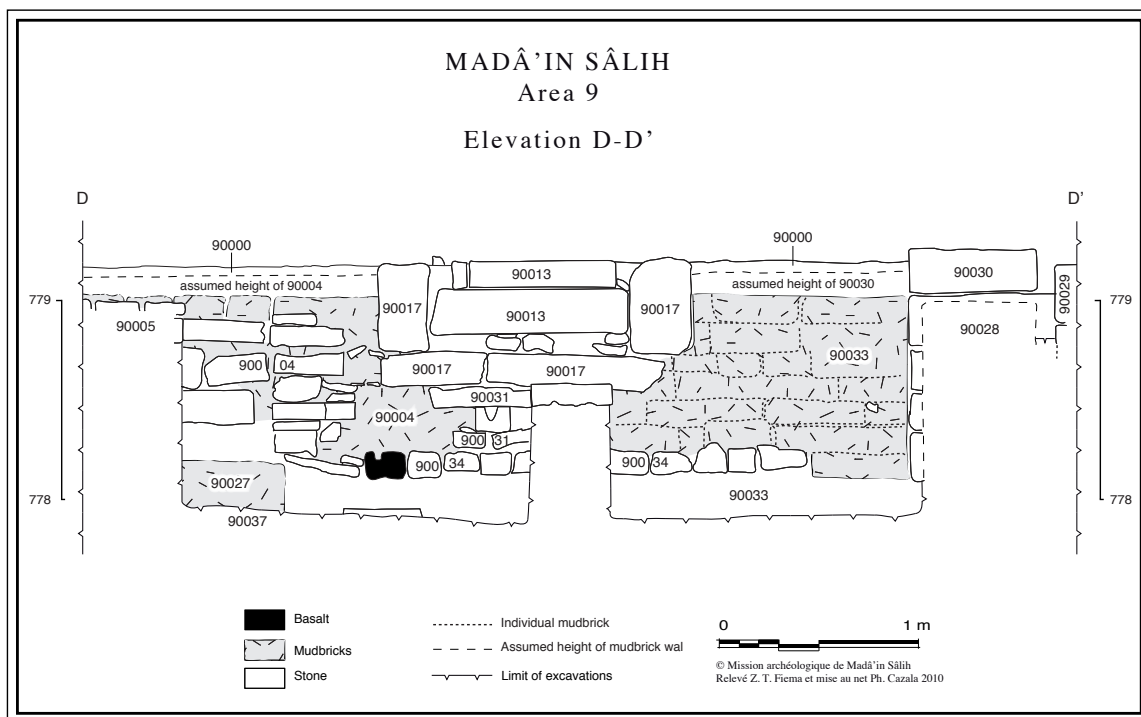 MADÂ'IN SÂLIH
Area 9
Elevation D-D'
D
D'
90000
90000
90013
90030
assumed height of 90004
assumed height of 90030
90029
779
90017
90013
90017
779
90005
90028
90033
900
04
90017
90017
90031
90004
900
31
900
34
900
34
90027
778
90033
778
90037
Basalt
Mudbricks
Stone
Individual mudbrick
Assumed height of mudbrick wal
Limit of excavations
0
1 m
© Mission archéologique de Madâ'in Sâlih
Relevé Z. T. Fiema et mise au net Ph. Cazala 2010